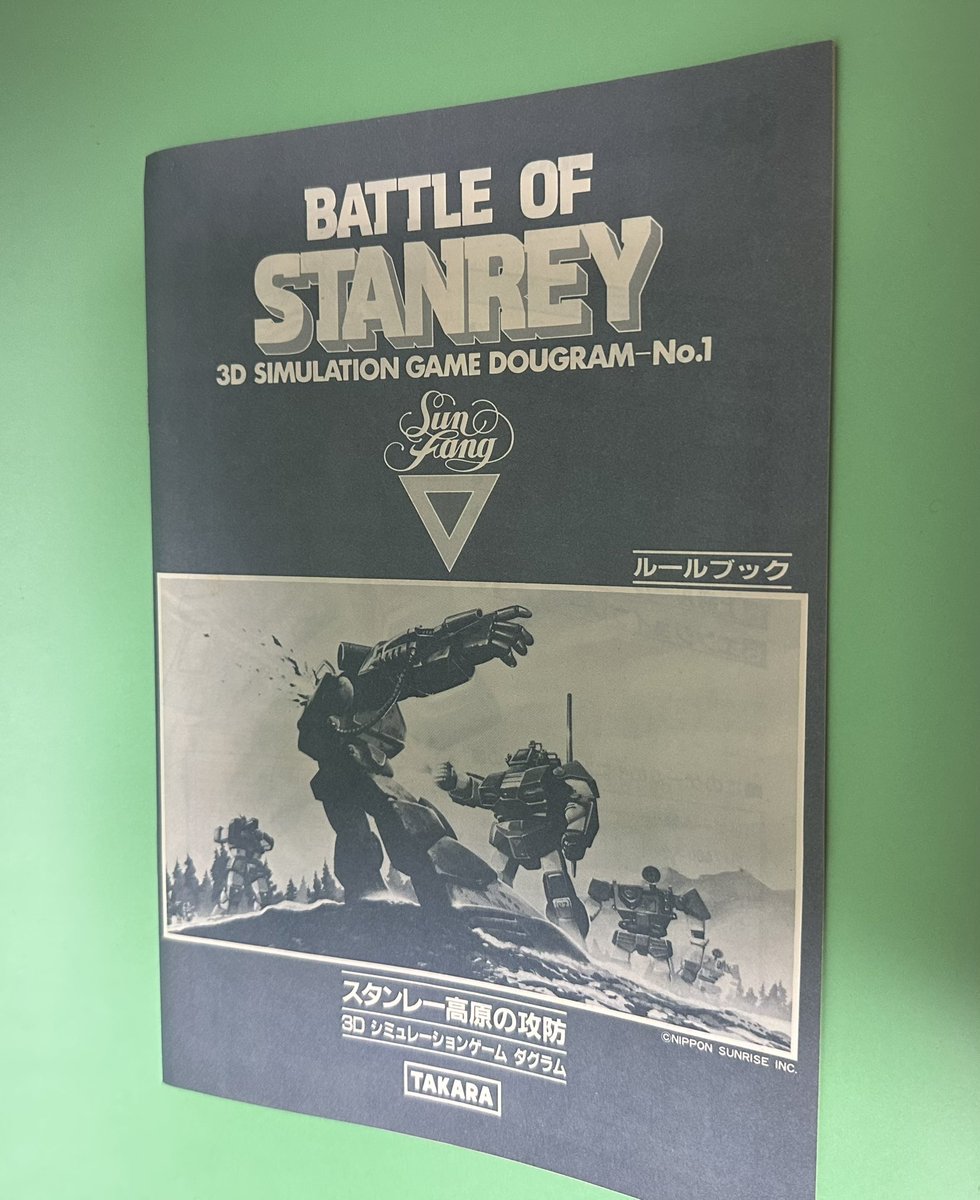 BATTLE OF
STANREY
3D SIMULATION GAME DOUGRAM-No.1
Sun
Fang
ルールブック
スタンレー高原の攻防
3D シミュレーションゲーム ダグラム
©NIPPON SUNRISE INC.
TAKARA